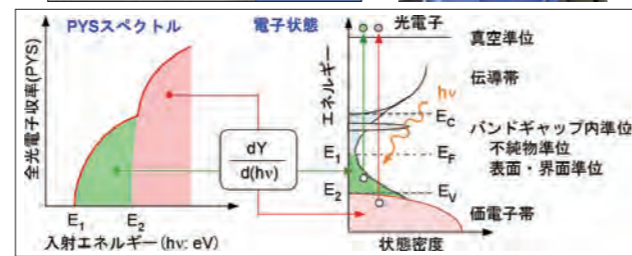 PYSスペクトル
電子状態
光電子
全光電子収率(PYS)
E1
E2
入射エネルギー(hν: eV)
dY
d(hν)
エネルギー
真空準位
伝導帯
hν
EC
バンドギャップ内準位
E1
EF
不純物準位
表面・界面準位
E2
EV
価電子帯
状態密度